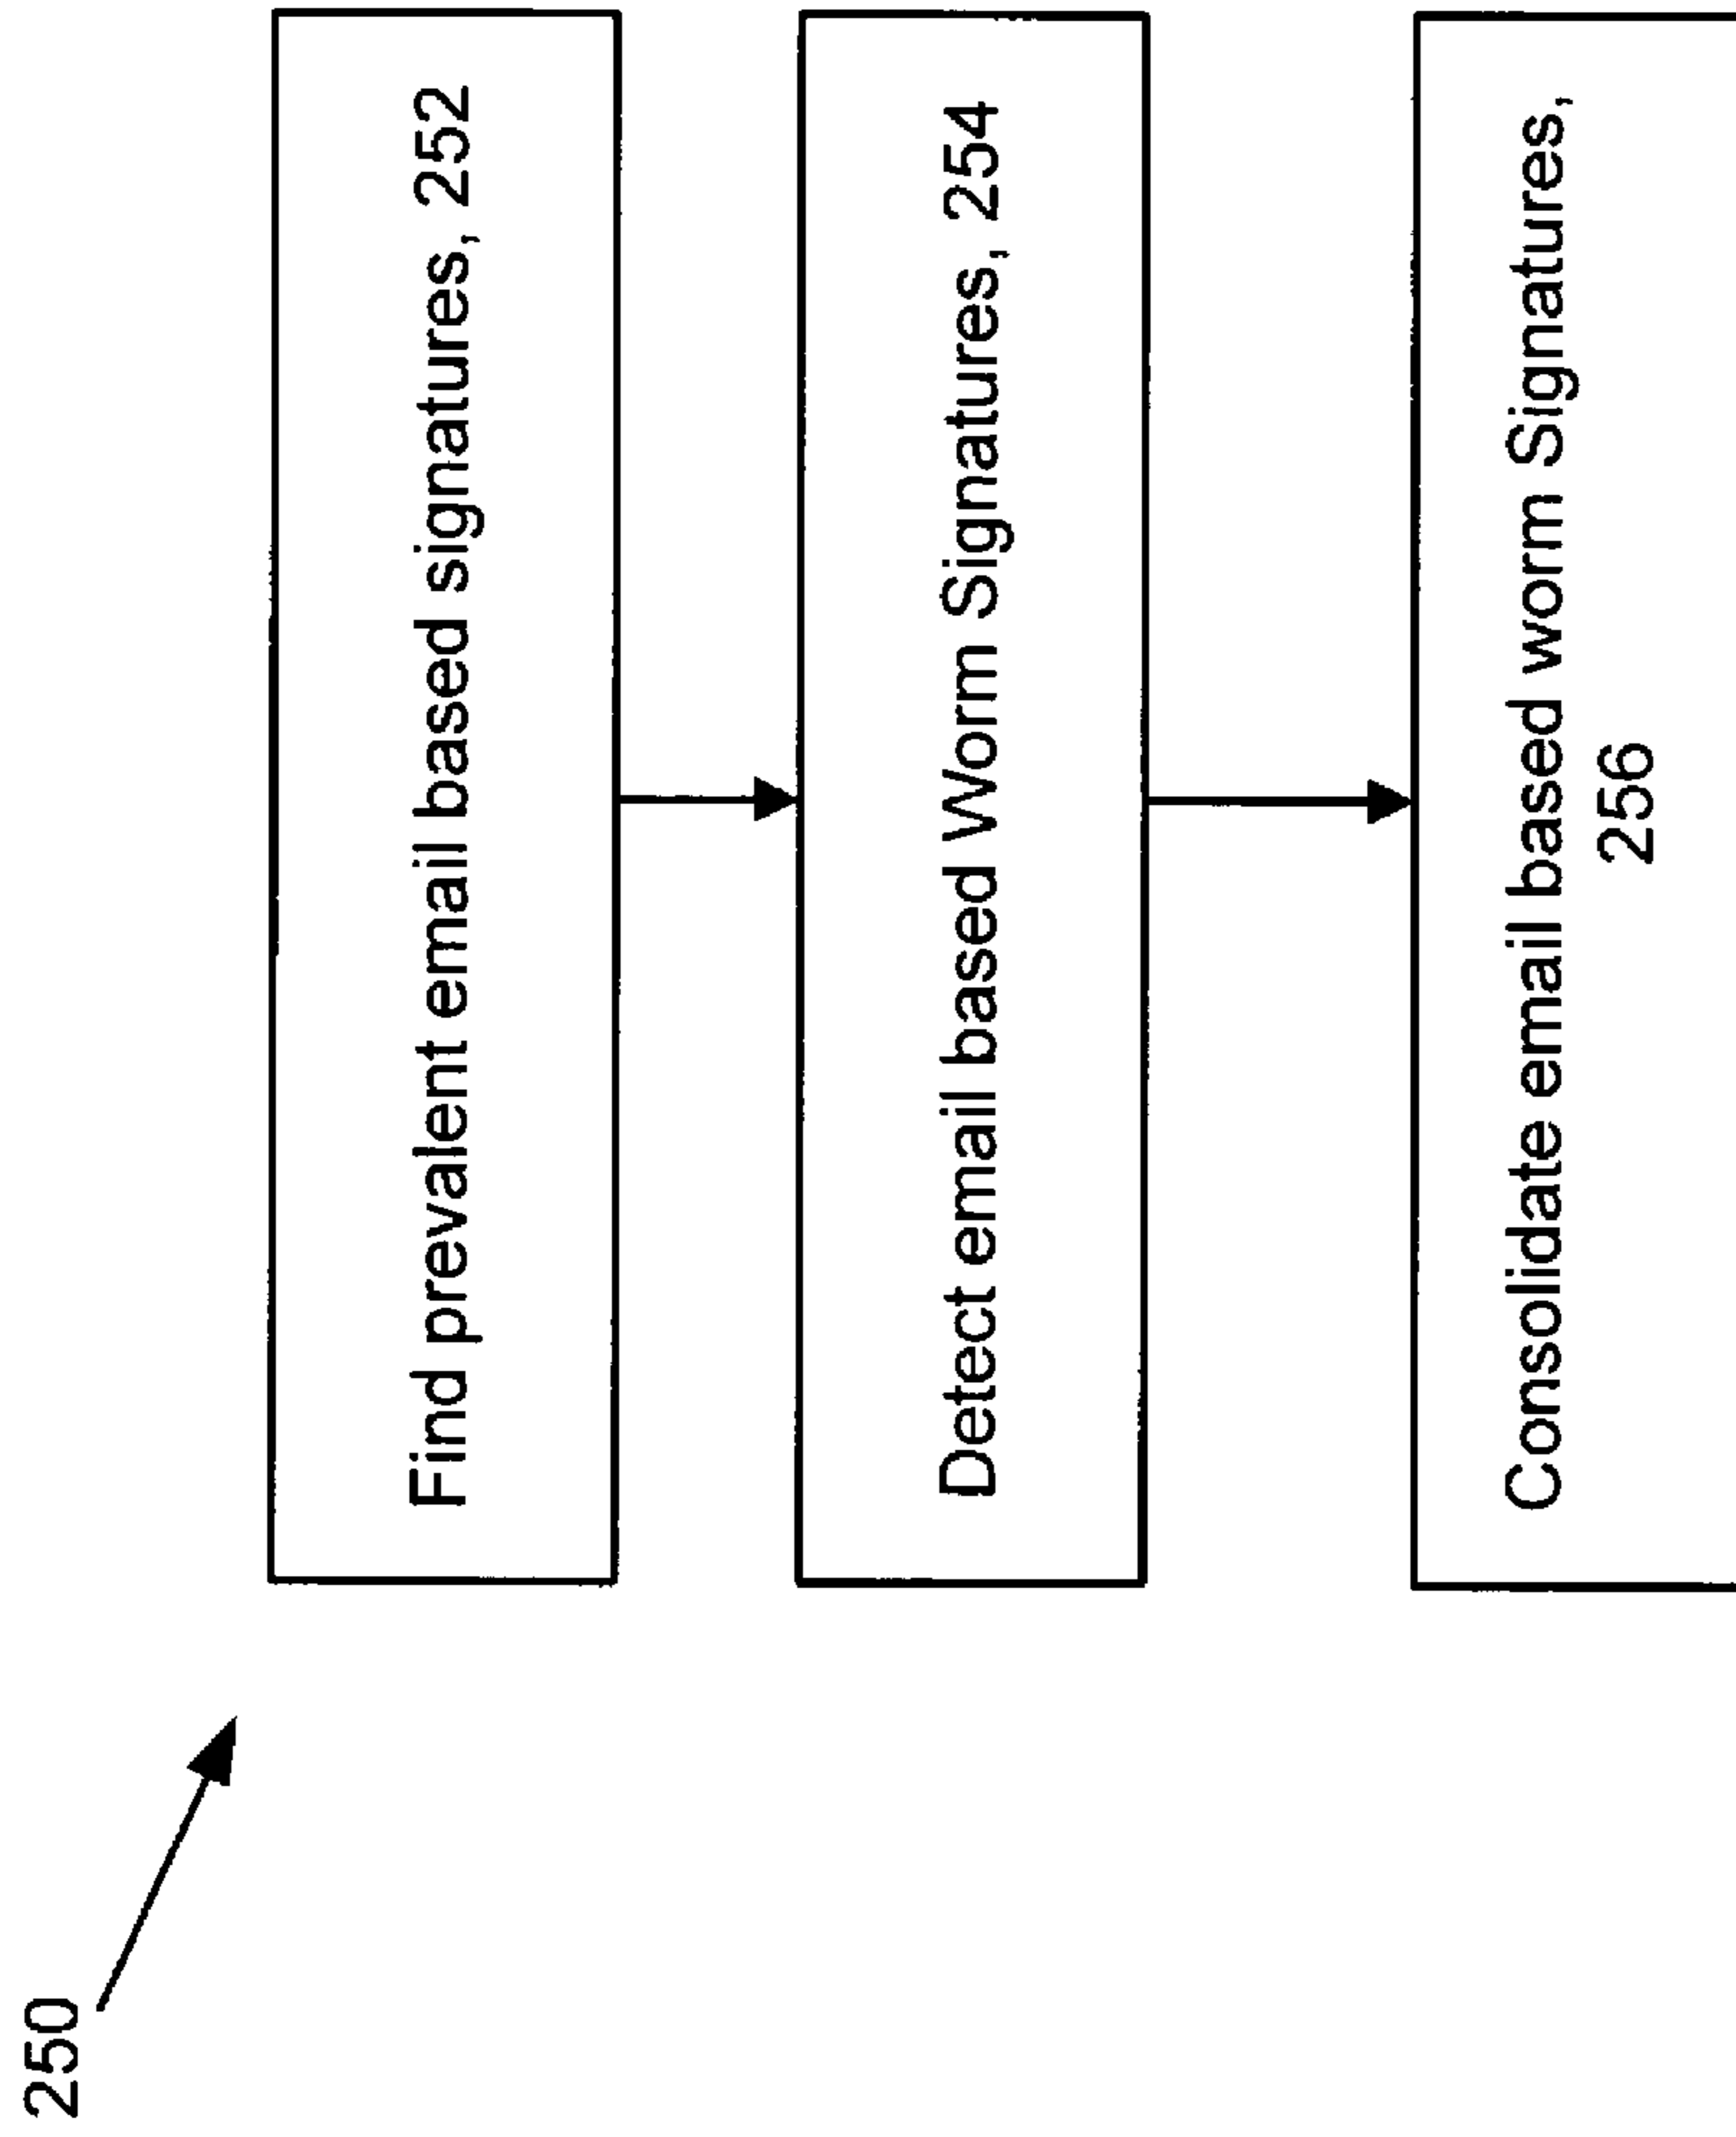 250
Find prevalent email based signatures, 252
Detect email based Worm Signatures, 254
Consolidate email based worm Signatures,
256